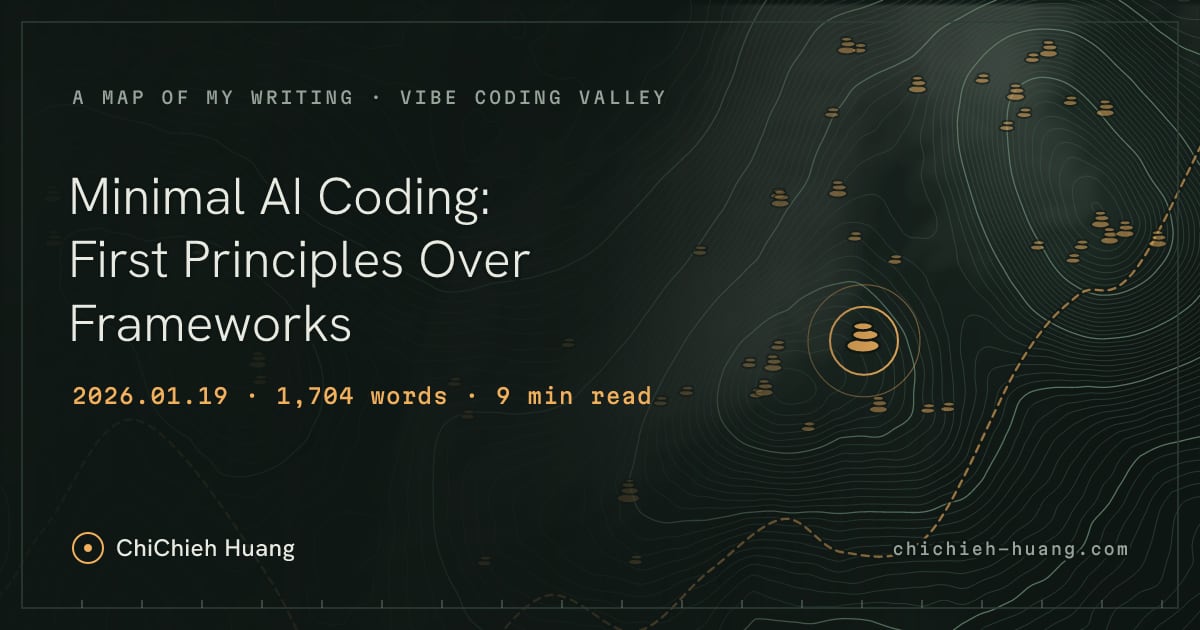 A MAP OF MY WRITING · VIBE CODING VALLEY
Minimal AI Coding:
First Principles Over
Frameworks
2026.01.19 · 1,704 words · 9 min read
ChiChieh Huang
chichieh-huang.com